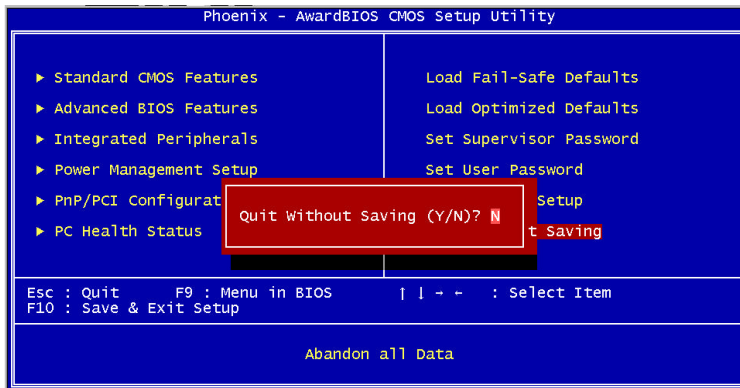 Phoenix - AwardBIOS CMOS Setup Utility
► Standard CMOS Features
► Advanced BIOS Features
► Integrated Peripherals
► Power Management Setup
► PnP/PCI Configurat
► PC Health Status
Load Fail-Safe Defaults
Load Optimized Defaults
Set Supervisor Password
Set User Password
Setup
t Saving
Quit Without Saving (Y/N)? N
Esc : Quit F9 : Menu in BIOS ↑ ↓ → ← : Select Item
F10 : Save & Exit Setup
Abandon all Data